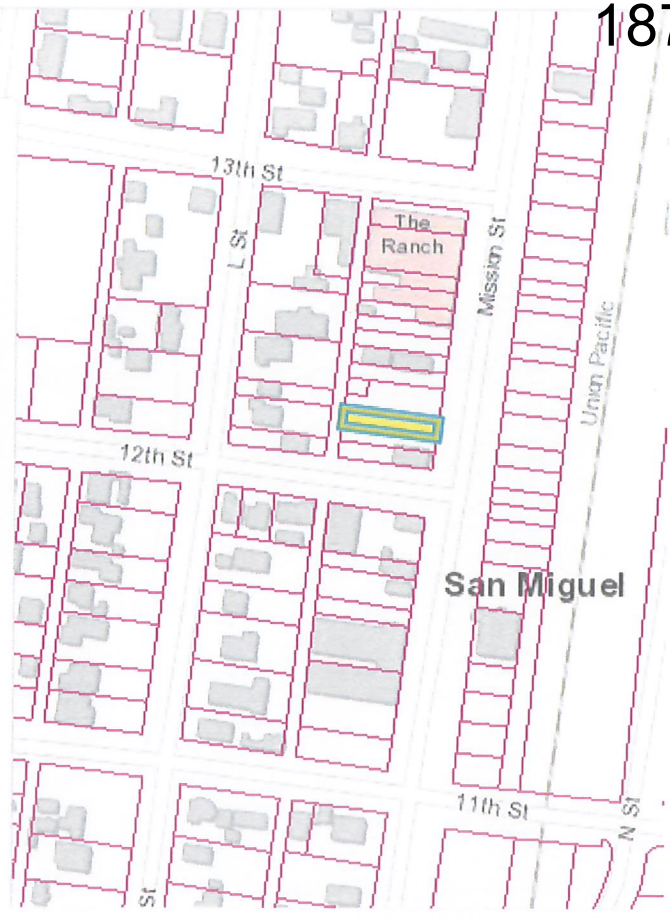 187
13th St
The
Ranch
L St
Mission St
Union Pacific
12th St
San Miguel
11th St
N St
St